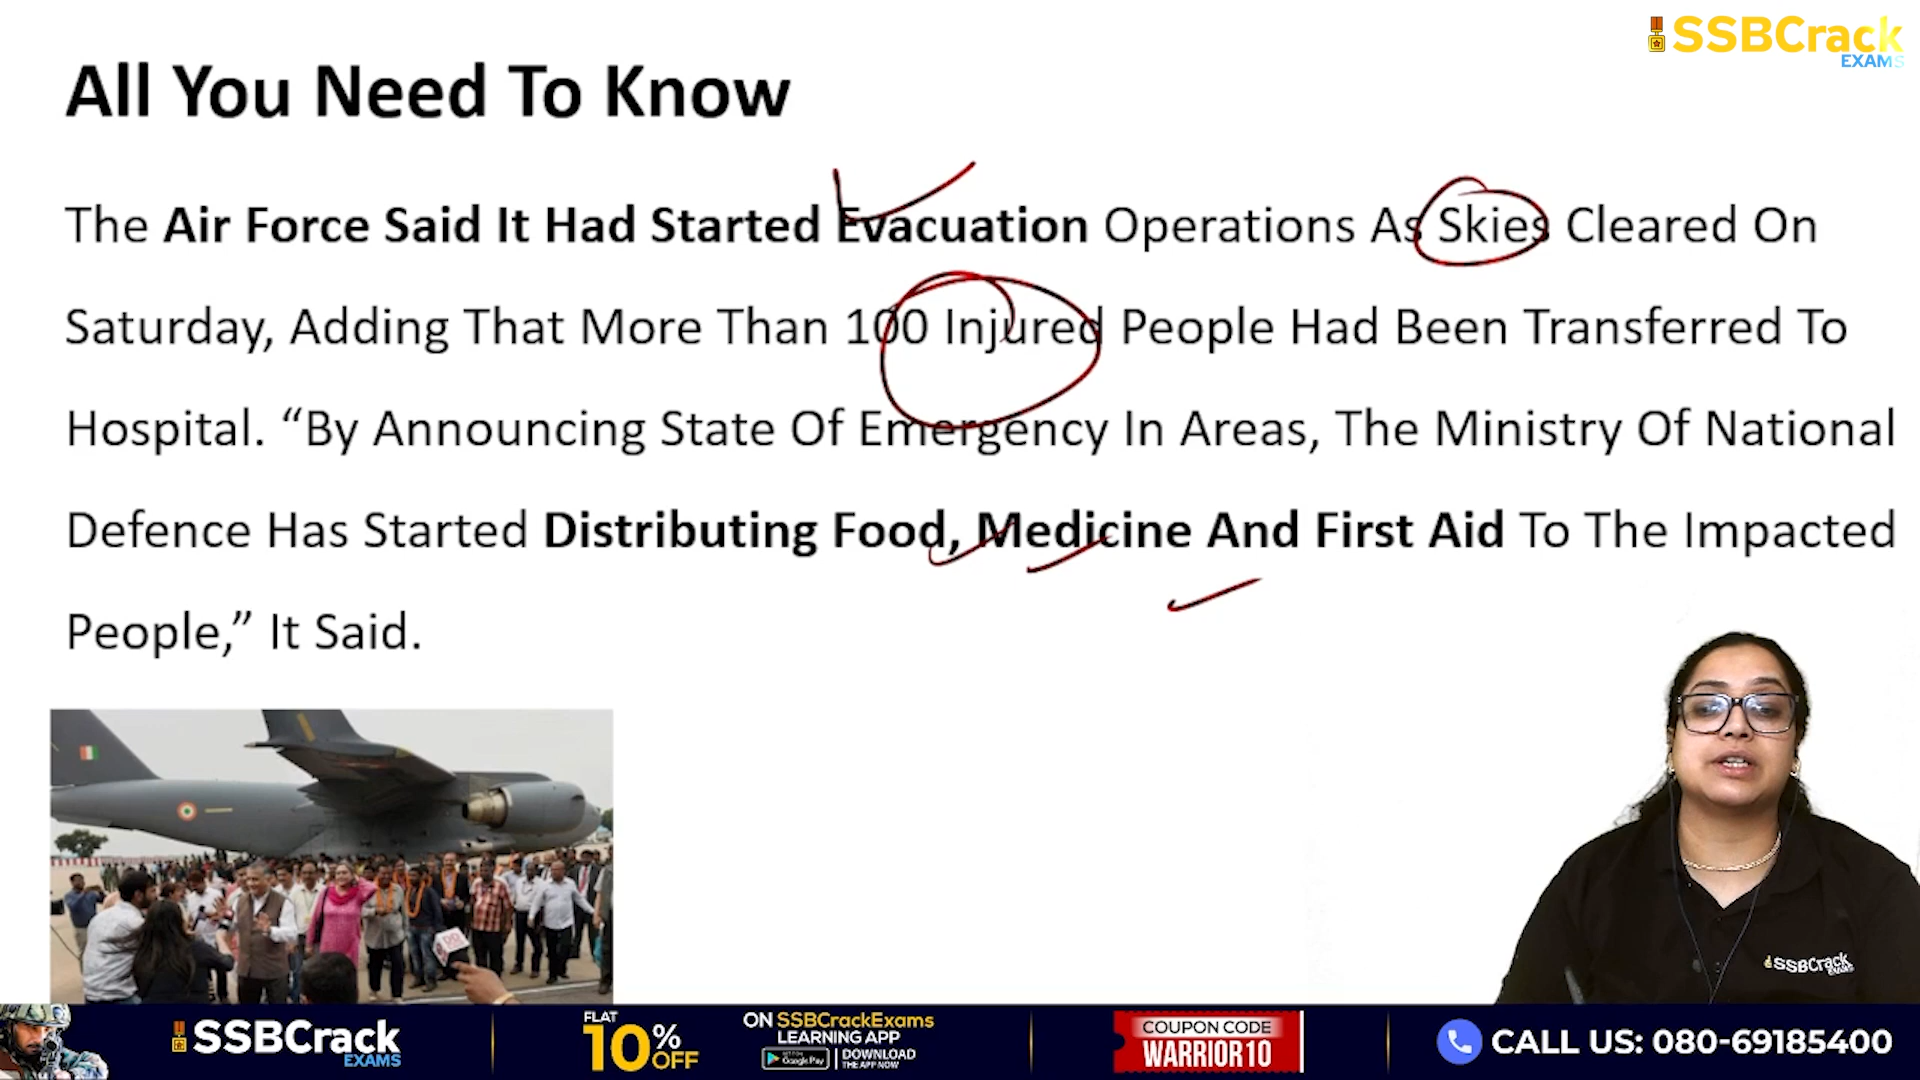 SSBCrack
EXAMS
All You Need To Know
The Air Force Said It Had Started Evacuation Operations As Skies Cleared On
Saturday, Adding That More Than 100 Injured People Had Been Transferred To
Hospital. “By Announcing State Of Emergency In Areas, The Ministry Of National
Defence Has Started Distributing Food, Medicine And First Aid To The Impacted
People,” It Said.
SSBCrack
EXAMS
SSBCrack
EXAMS
FLAT
10% OFF
ON SSBCrackExams
LEARNING APP
Google Play
DOWNLOAD
THE APP NOW
COUPON CODE
WARRIOR10
CALL US: 080-69185400